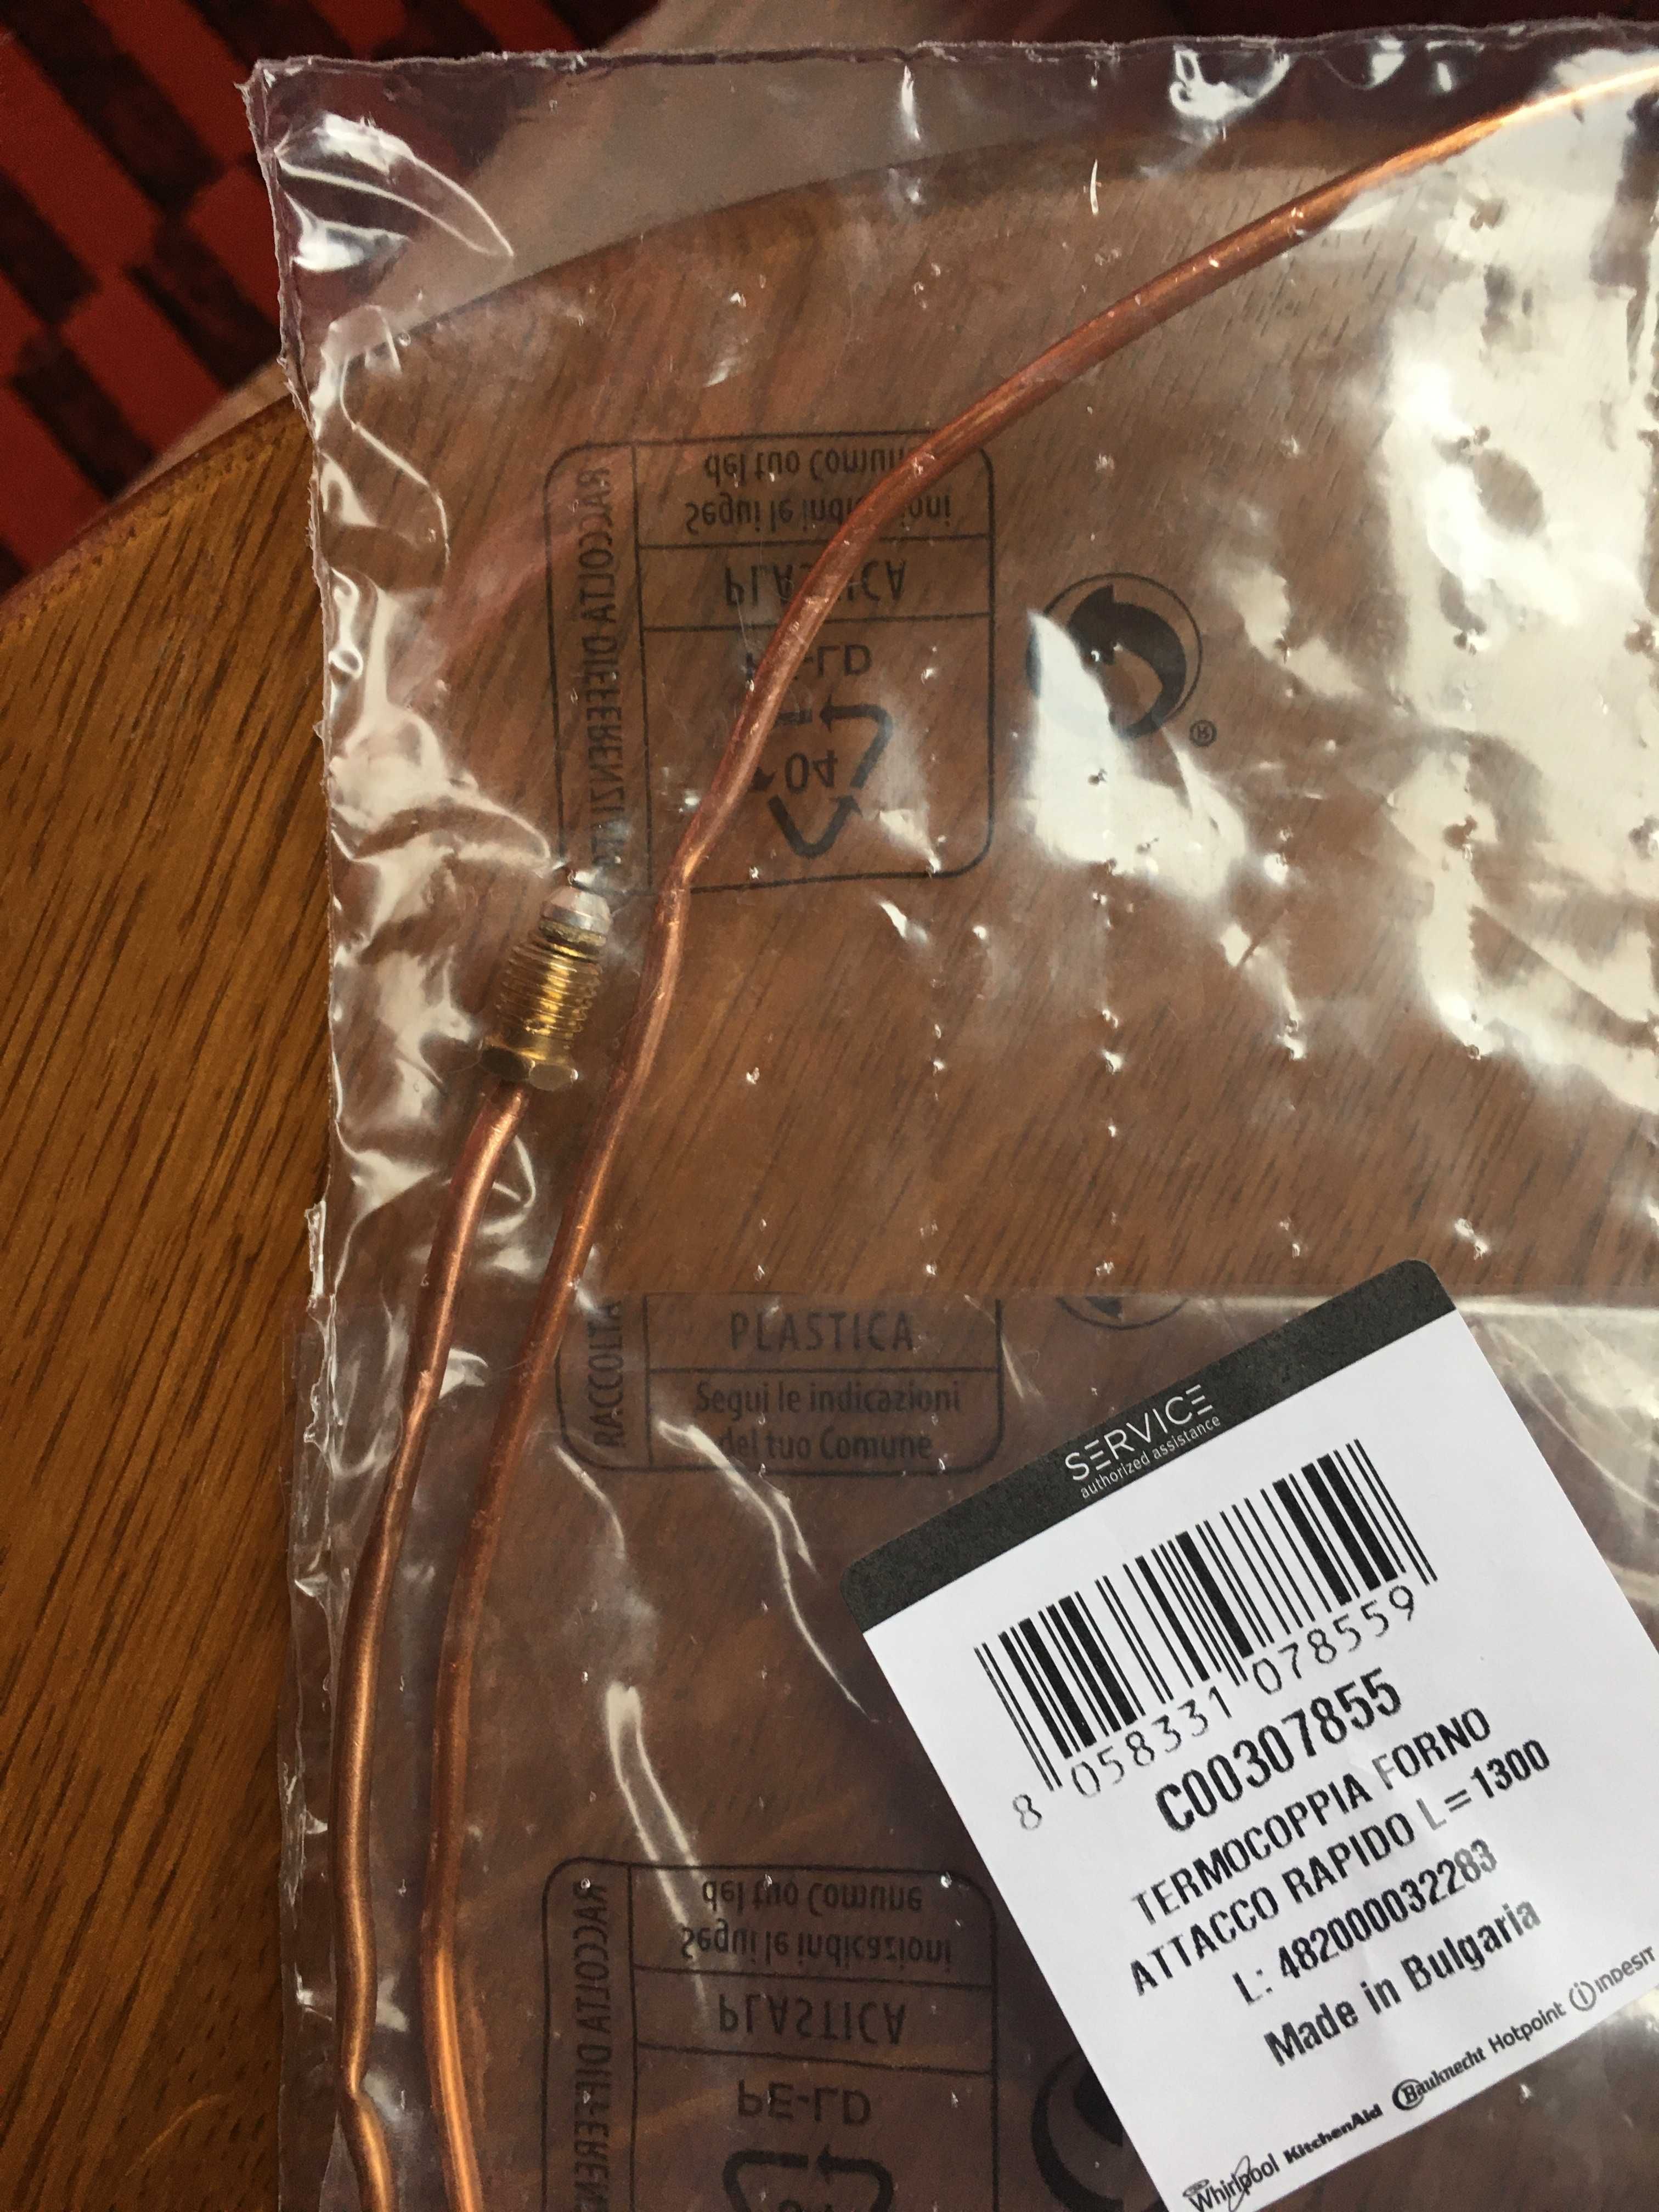 del tuo Comun
Segui le indicazioni
PLASTICA
PE-LD
04
RACCOLTA DIFFERENZIATA
®
RACCOLTA
PLASTICA
Segui le indicazioni
del tuo Comune
SERVICE
authorized assistance
8 058331 078559
C00307855
TERMOCOPPIA FORNO
ATTACCO RAPIDO L=1300
L: 482000032283
Made in Bulgaria
Whirlpool KitchenAid Bauknecht Hotpoint indesit
del tuo Comune
Segui le indicazioni
PLASTICA
PE-LD
RACCOLTA DIFFEREN